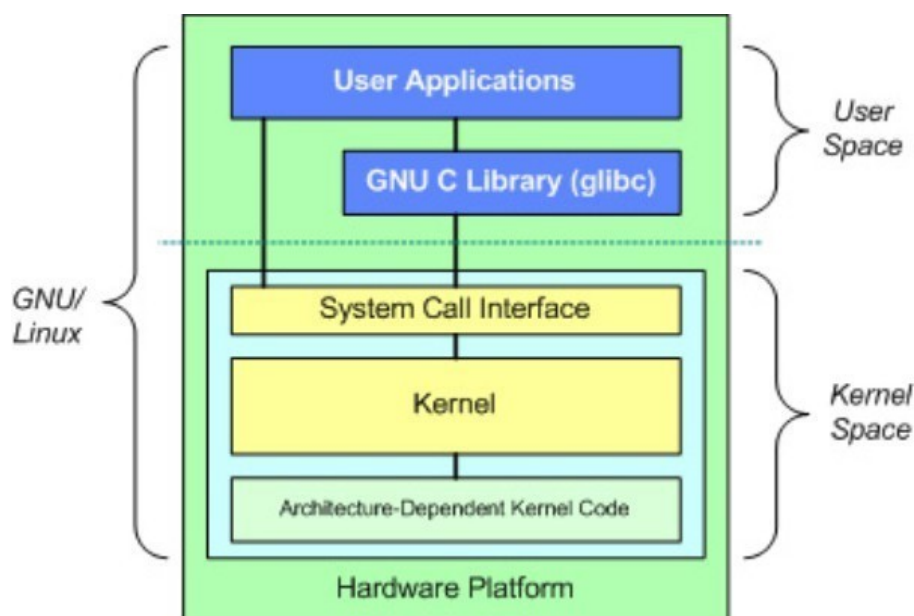 User Applications
User
Space
GNU C Library (glibc)
GNU/
Linux
System Call Interface
Kernel
Kernel
Space
Architecture-Dependent Kernel Code
Hardware Platform